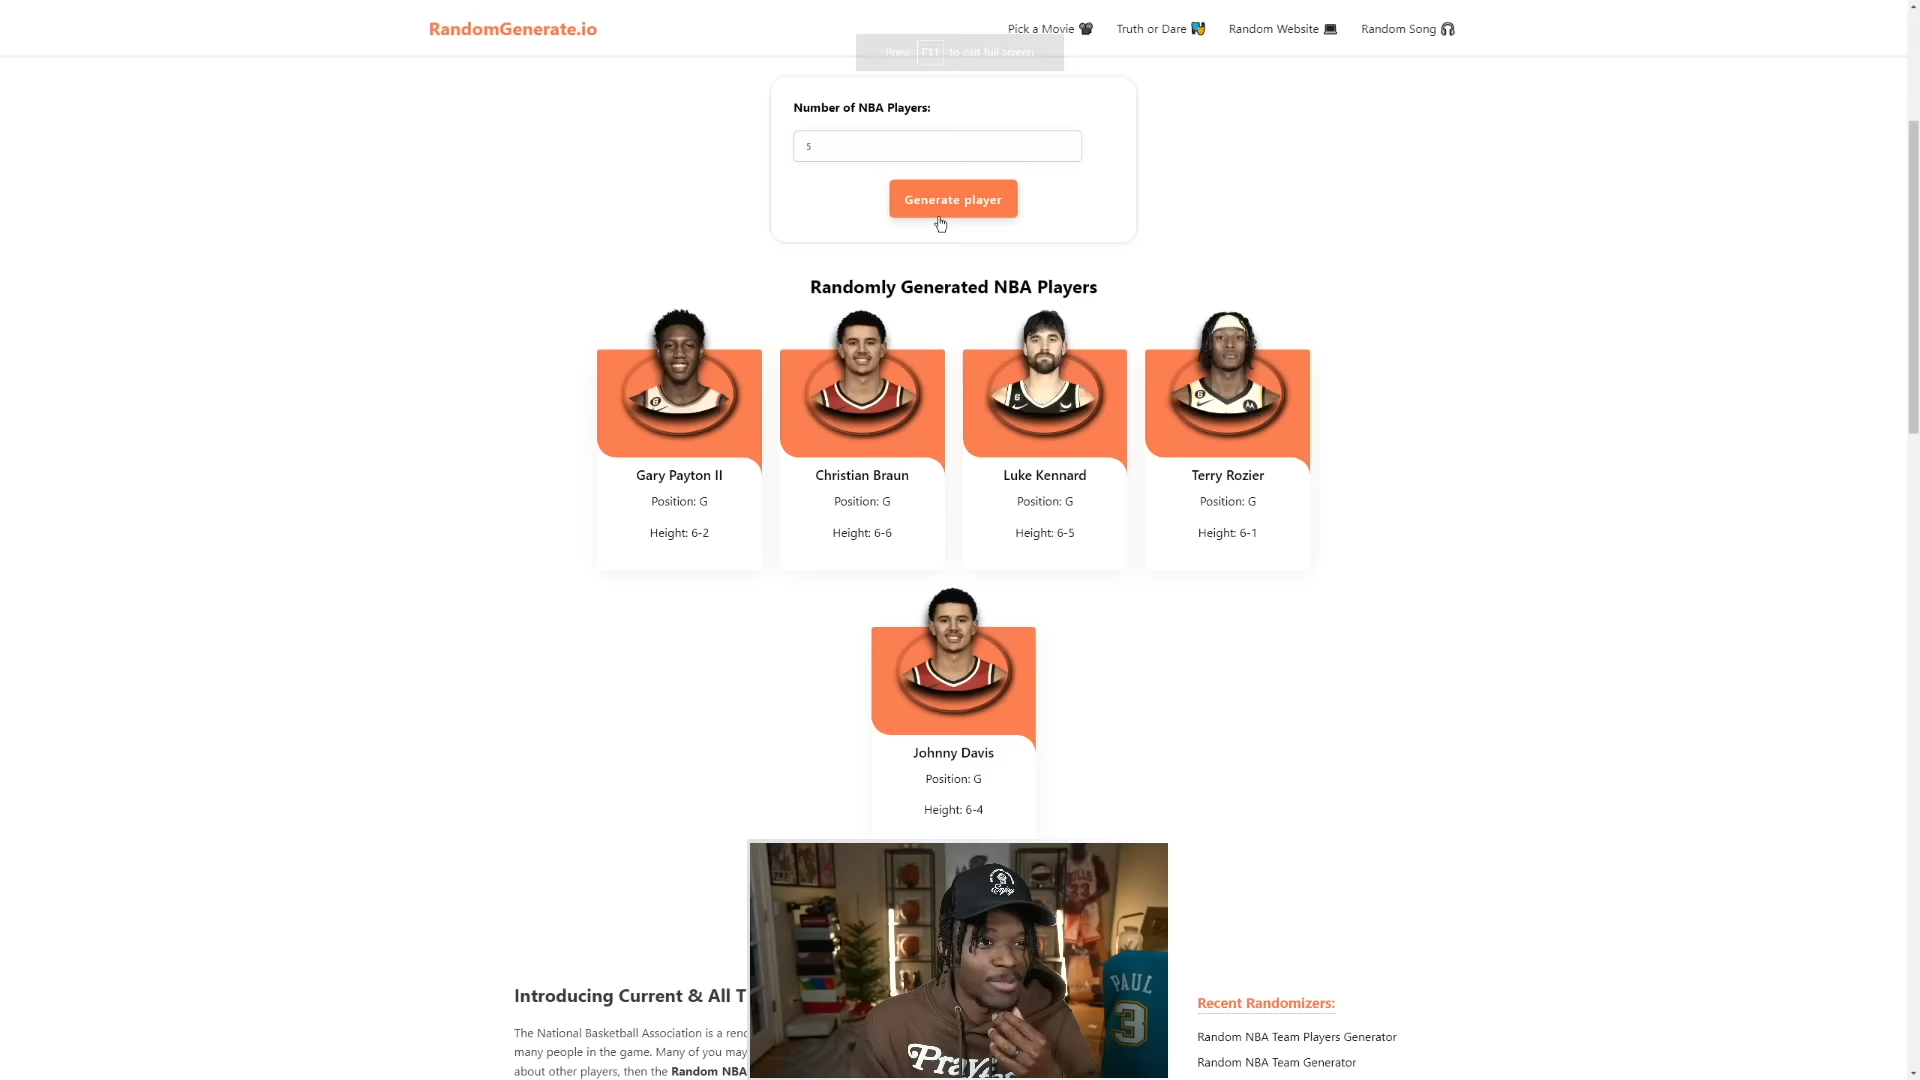 RandomGenerate.io
Pick a Movie
Truth or Dare
Random Website
Random Song
Press F11 to exit full screen
Number of NBA Players:
5
Generate player
Randomly Generated NBA Players
Gary Payton II
Position: G
Height: 6-2
Christian Braun
Position: G
Height: 6-6
Luke Kennard
Position: G
Height: 6-5
Terry Rozier
Position: G
Height: 6-1
Johnny Davis
Position: G
Height: 6-4
Enjoy
PAUL
3
Introducing Current & All T
The National Basketball Association is a
many people in the game. Many of you may
about other players, then the Random NBA
Recent Randomizers:
Random NBA Team Players Generator
Random NBA Team Generator